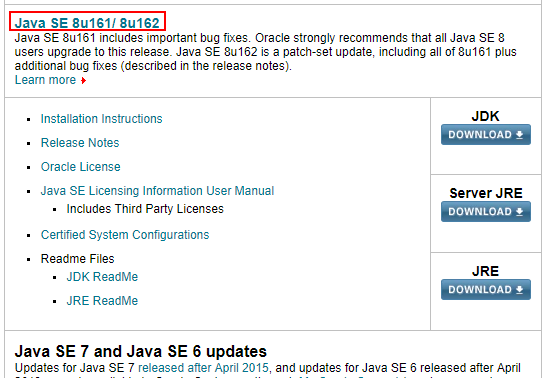 Java SE 8u161/ 8u162
Java SE 8u161 includes important bug fixes. Oracle strongly recommends that all Java SE 8
users upgrade to this release. Java SE 8u162 is a patch-set update, including all of 8u161 plus
additional bug fixes (described in the release notes).
Learn more
Installation Instructions
Release Notes
Oracle License
Java SE Licensing Information User Manual
Includes Third Party Licenses
Certified System Configurations
Readme Files
JDK ReadMe
JRE ReadMe
JDK
DOWNLOAD
Server JRE
DOWNLOAD
JRE
DOWNLOAD
Java SE 7 and Java SE 6 updates
Updates for Java SE 7 released after April 2015, and updates for Java SE 6 released after April